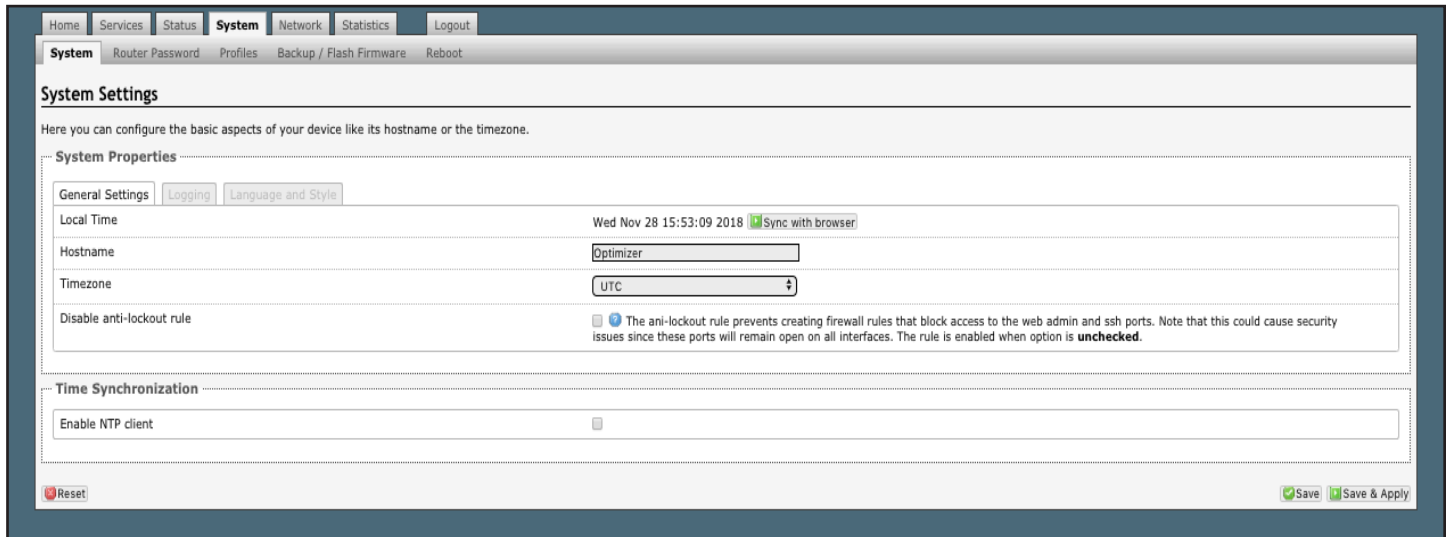 Home Services Status System Network Statistics Logout
System Router Password Profiles Backup / Flash Firmware Reboot
System Settings
Here you can configure the basic aspects of your device like its hostname or the timezone.
System Properties
General Settings Logging Language and Style
Local Time Wed Nov 28 15:53:09 2018 Sync with browser
Hostname Optimizer
Timezone UTC
Disable anti-lockout rule The ani-lockout rule prevents creating firewall rules that block access to the web admin and ssh ports. Note that this could cause security
issues since these ports will remain open on all interfaces. The rule is enabled when option is unchecked.
Time Synchronization
Enable NTP client
Reset Save Save & Apply